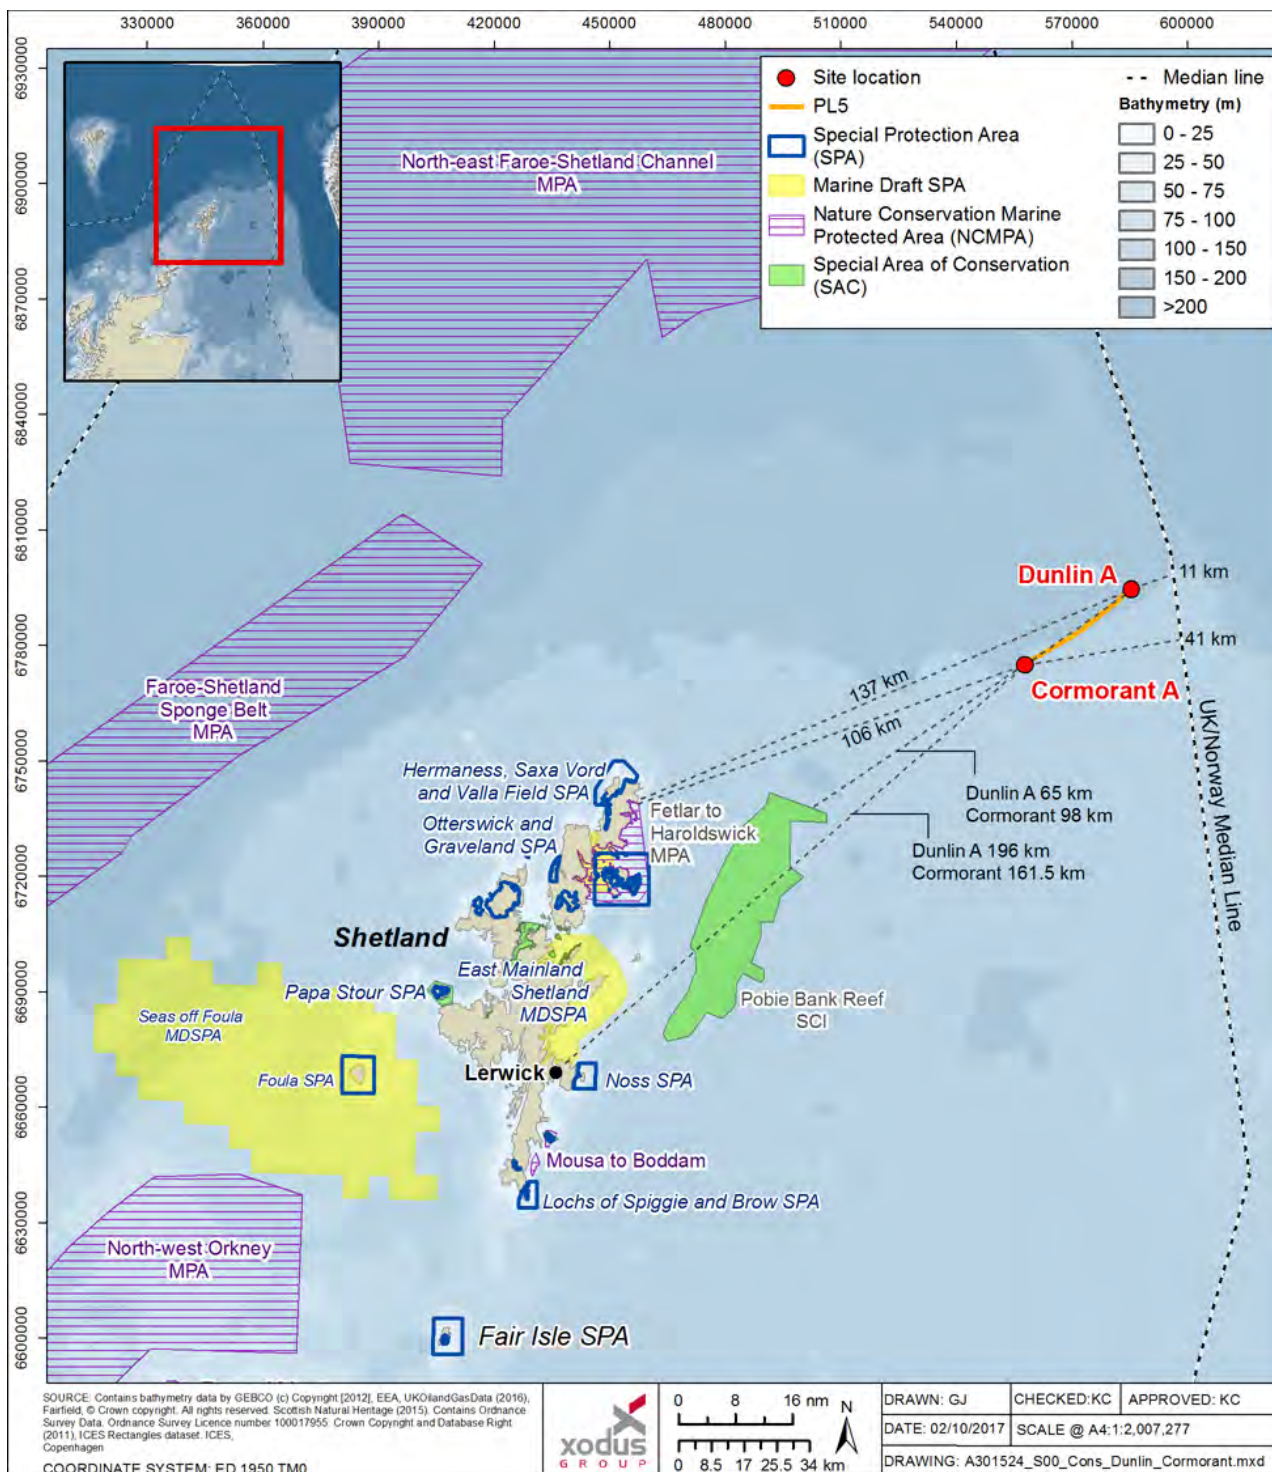 330000 360000 390000 420000 450000 480000 510000 540000 570000 600000
6930000
6900000
6870000
6840000
6810000
6780000
6750000
6720000
6690000
6660000
6630000
6600000
Site location
PL5
Special Protection Area
(SPA)
Marine Draft SPA
Nature Conservation Marine
Protected Area (NCMPA)
Special Area of Conservation
(SAC)
Median line
Bathymetry (m)
0 - 25
25 - 50
50 - 75
75 - 100
100 - 150
150 - 200
>200
North-east Faroe-Shetland Channel
MPA
Dunlin A
11 km
41 km
Cormorant A
137 km
106 km
UK/Norway Median Line
Faroe-Shetland
Sponge Belt
MPA
Hermaness, Saxa Vord
and Valla Field SPA
Otterswick and
Graveland SPA
Fetlar to
Haroldswick
MPA
Dunlin A 65 km
Cormorant 98 km
Dunlin A 196 km
Cormorant 161.5 km
Shetland
East Mainland
Shetland
MDSPA
Papa Stour SPA
Seas off Foula
MDSPA
Foula SPA
Pobie Bank Reef
SCI
Lerwick
Noss SPA
Mousa to Boddam
Lochs of Spiggie and Brow SPA
North-west Orkney
MPA
Fair Isle SPA
SOURCE: Contains bathymetry data by GEBCO (c) Copyright [2012], EEA, UKOilandGasData (2016),
Fairfield, © Crown copyright. All rights reserved. Scottish Natural Heritage (2015). Contains Ordnance
Survey Data. Ordnance Survey Licence number 100017955. Crown Copyright and Database Right
(2011), ICES Rectangles dataset. ICES,
Copenhagen
COORDINATE SYSTEM: ED 1950 TM0
xodus
GROUP
0 8 16 nm
0 8.5 17 25.5 34 km
N
DRAWN: GJ
CHECKED:KC
APPROVED: KC
DATE: 02/10/2017
SCALE @ A4:1:2,007,277
DRAWING: A301524_S00_Cons_Dunlin_Cormorant.mxd